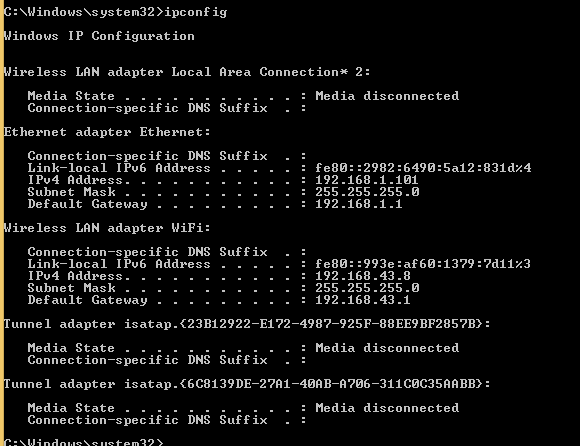 C:\Windows\system32>ipconfig
Windows IP Configuration
Wireless LAN adapter Local Area Connection* 2:
Media State . . . . . . . . . . . : Media disconnected
Connection-specific DNS Suffix  . :
Ethernet adapter Ethernet:
Connection-specific DNS Suffix  . :
Link-local IPv6 Address . . . . . : fe80::2982:6490:5a12:831d%4
IPv4 Address. . . . . . . . . . . : 192.168.1.101
Subnet Mask . . . . . . . . . . . : 255.255.255.0
Default Gateway . . . . . . . . . : 192.168.1.1
Wireless LAN adapter WiFi:
Connection-specific DNS Suffix  . :
Link-local IPv6 Address . . . . . : fe80::993e:af60:1379:7d11%3
IPv4 Address. . . . . . . . . . . : 192.168.43.8
Subnet Mask . . . . . . . . . . . : 255.255.255.0
Default Gateway . . . . . . . . . : 192.168.43.1
Tunnel adapter isatap.{23B12922-E172-4987-925F-88EE9BF2857B}:
Media State . . . . . . . . . . . : Media disconnected
Connection-specific DNS Suffix  . :
Tunnel adapter isatap.{6C8139DE-27A1-40AB-A706-311C0C35AABB}:
Media State . . . . . . . . . . . : Media disconnected
Connection-specific DNS Suffix  . :
C:\Windows\system32>